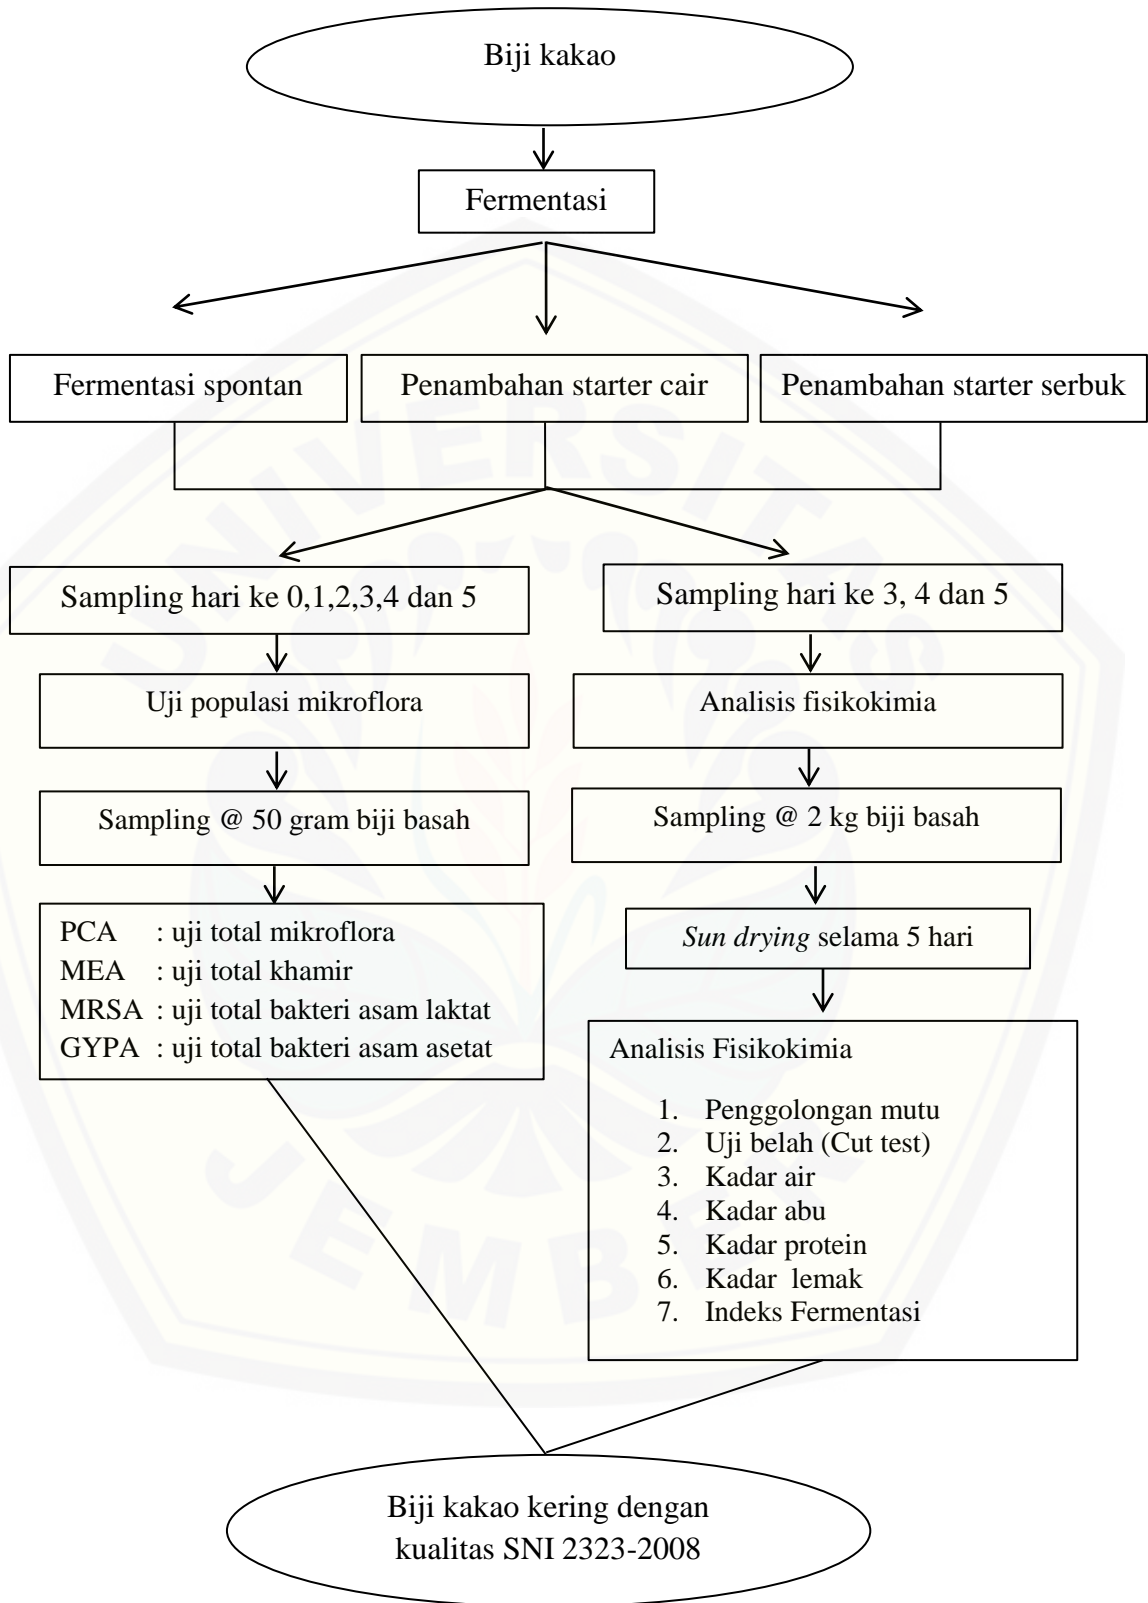 Biji kakao
Fermentasi
Fermentasi spontan
Penambahan starter cair
Penambahan starter serbuk
Sampling hari ke 0,1,2,3,4 dan 5
Sampling hari ke 3, 4 dan 5
Uji populasi mikroflora
Analisis fisikokimia
Sampling @ 50 gram biji basah
Sampling @ 2 kg biji basah
PCA : uji total mikroflora
MEA : uji total khamir
MRSA : uji total bakteri asam laktat
GYPA : uji total bakteri asam asetat
Sun drying selama 5 hari
Analisis Fisikokimia
1. Penggolongan mutu
2. Uji belah (Cut test)
3. Kadar air
4. Kadar abu
5. Kadar protein
6. Kadar lemak
7. Indeks Fermentasi
Biji kakao kering dengan
kualitas SNI 2323-2008
UNIVERSITAS
JEMBER